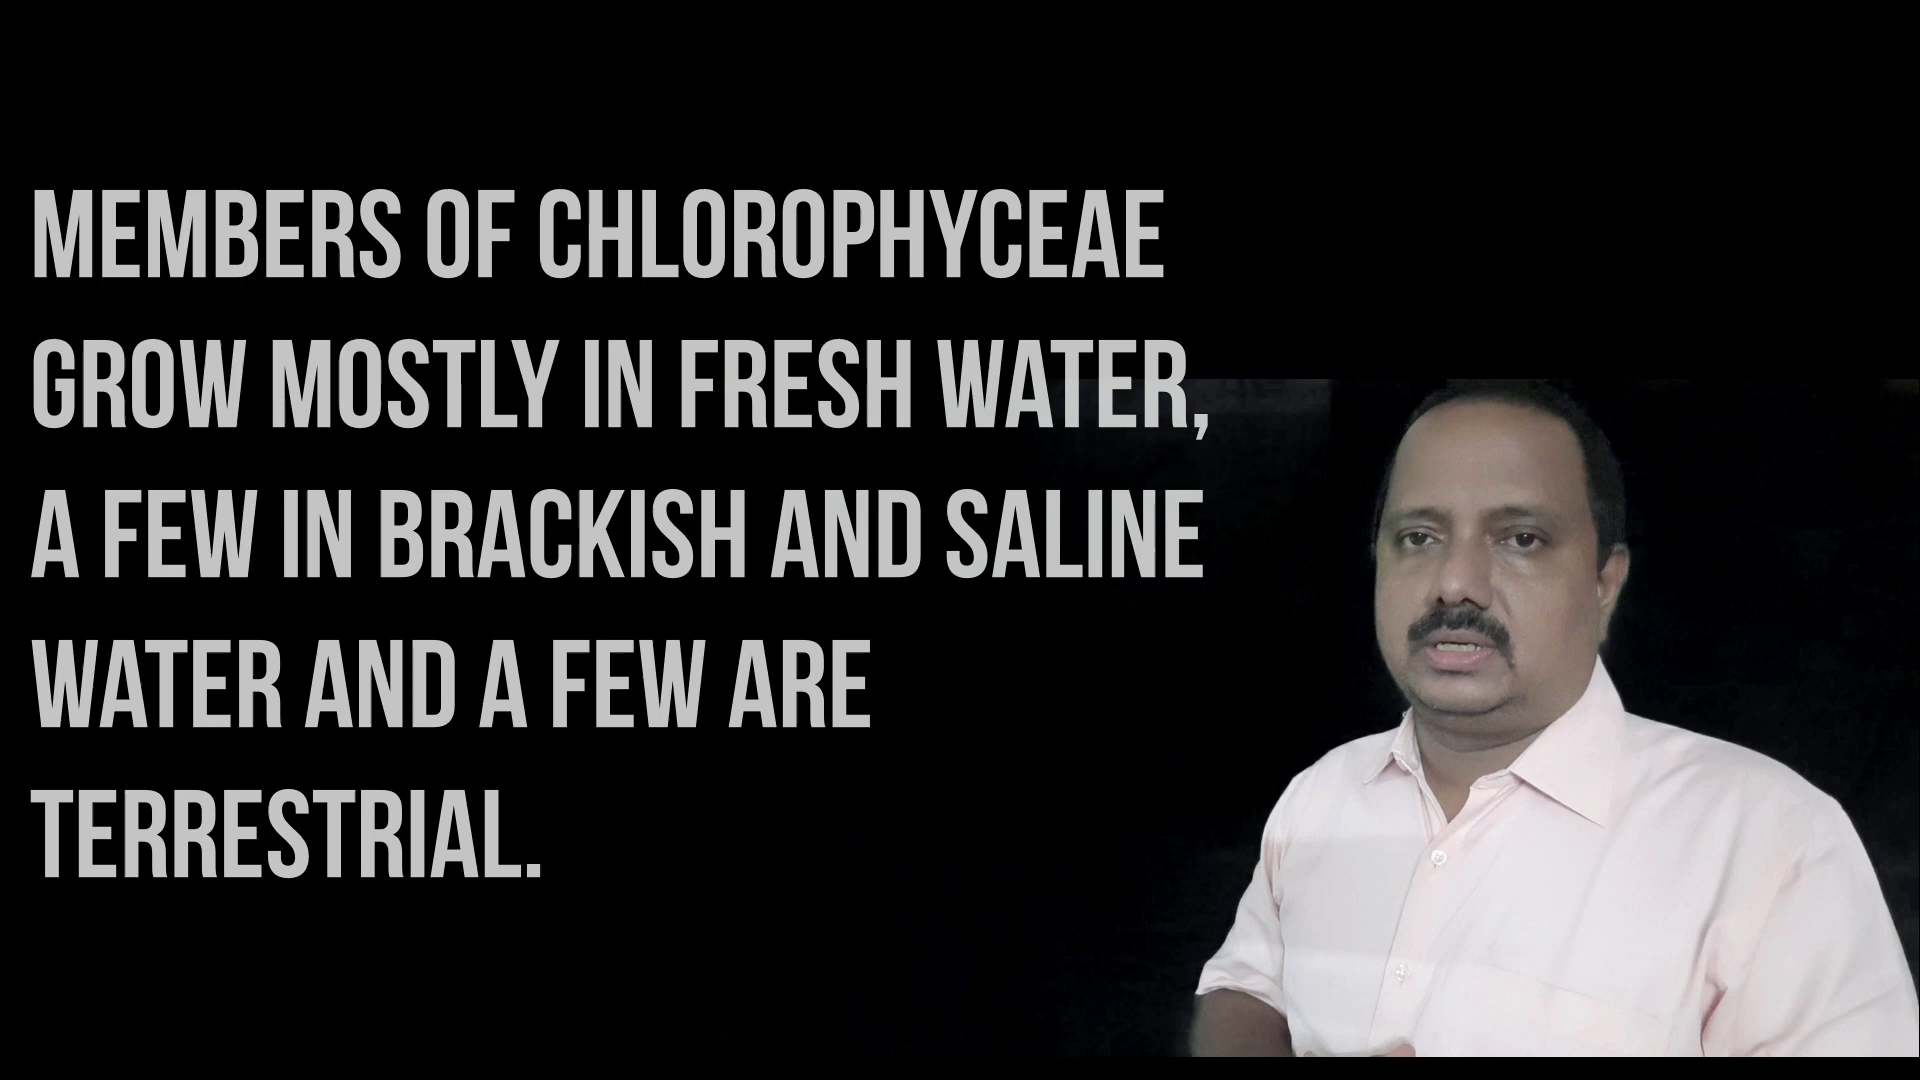 MEMBERS OF CHLOROPHYCEAE
GROW MOSTLY IN FRESH WATER,
A FEW IN BRACKISH AND SALINE
WATER AND A FEW ARE
TERRESTRIAL.